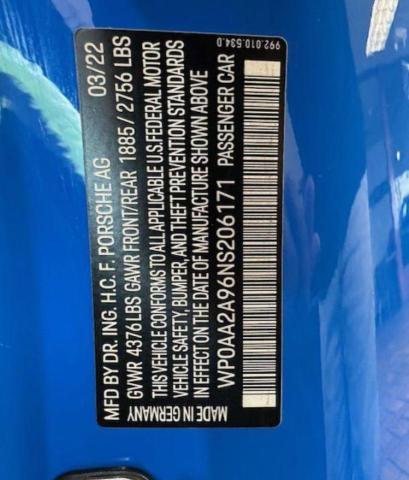 MFD BY DR. ING. H.C. F. PORSCHE AG 03/22
GVWR 4376 LBS GAWR FRONT/REAR 1885 / 2756 LBS
THIS VEHICLE CONFORMS TO ALL APPLICABLE U.S.FEDERAL MOTOR
VEHICLE SAFETY, BUMPER, AND THEFT PREVENTION STANDARDS
IN EFFECT ON THE DATE OF MANUFACTURE SHOWN ABOVE
WP0AA2A96NS206171 PASSENGER CAR
MADE IN GERMANY 992.010.534.0